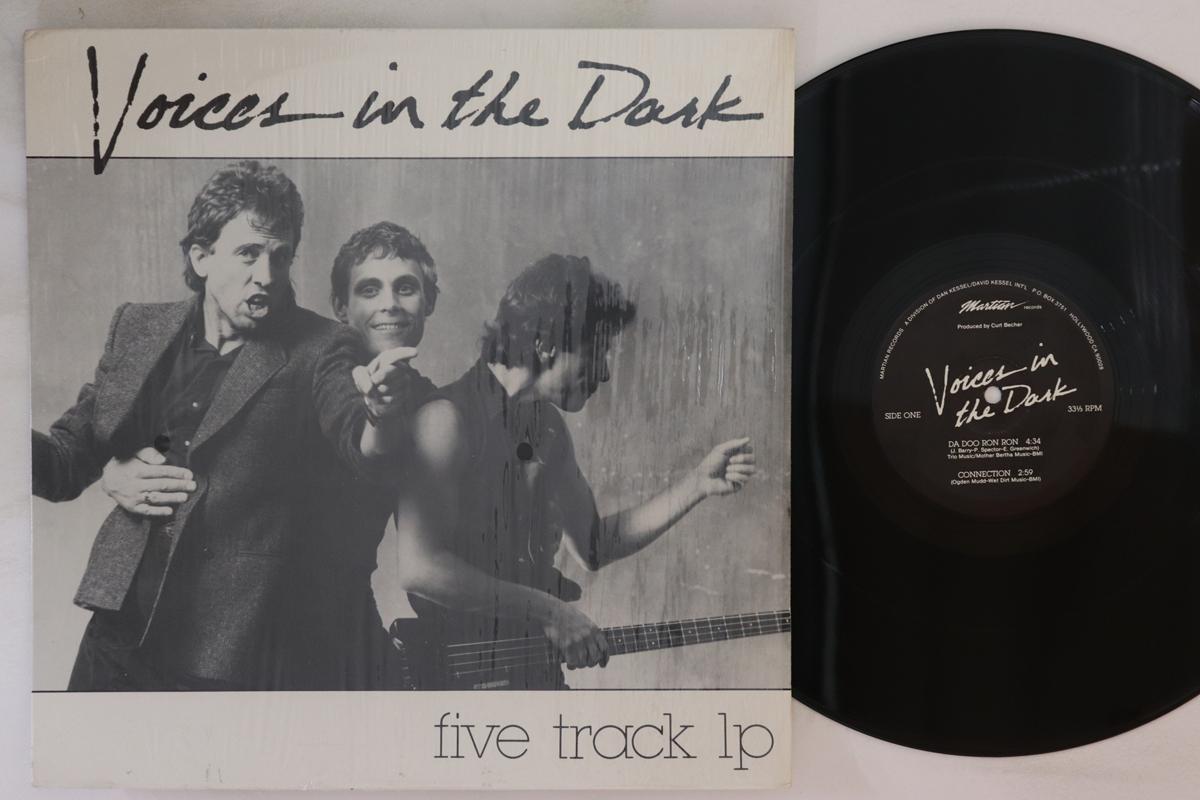 Voices in the Dark
five track lp
MARTIAN RECORDS A DIVISION OF DAN KESSEL/DAVID KESSEL INT'L P.O. BOX 3751 HOLLYWOOD CA 90028
Martian records
Produced by Curt Becher
Voices in
the Dark
SIDE ONE
33⅓ RPM
DA DOO RON RON 4:34
(J. Barry-P. Spector-E. Greenwich)
Trio Music/Mother Bertha Music-BMI
CONNECTION 2:59
(Ogden Mudd-Wet Dirt Music-BMI)